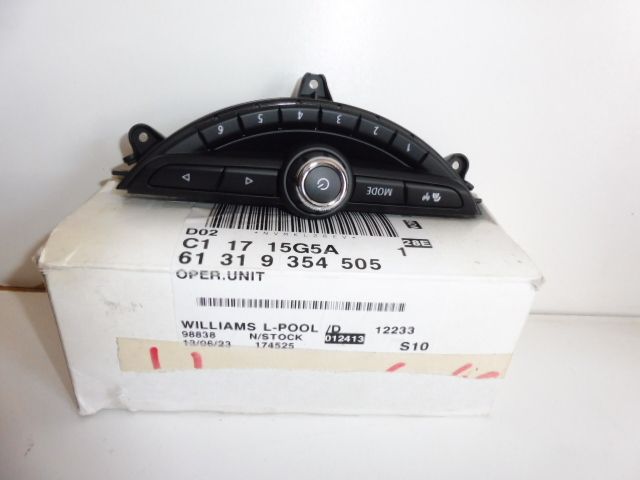 6 5 4 3 2 1
MODE
D02
C1 17 15G5A 1 28E
61 31 9 354 505
OPER.UNIT
WILLIAMS L-POOL /D 12233
98838 N/STOCK 012413 S10
13/06/23 174525